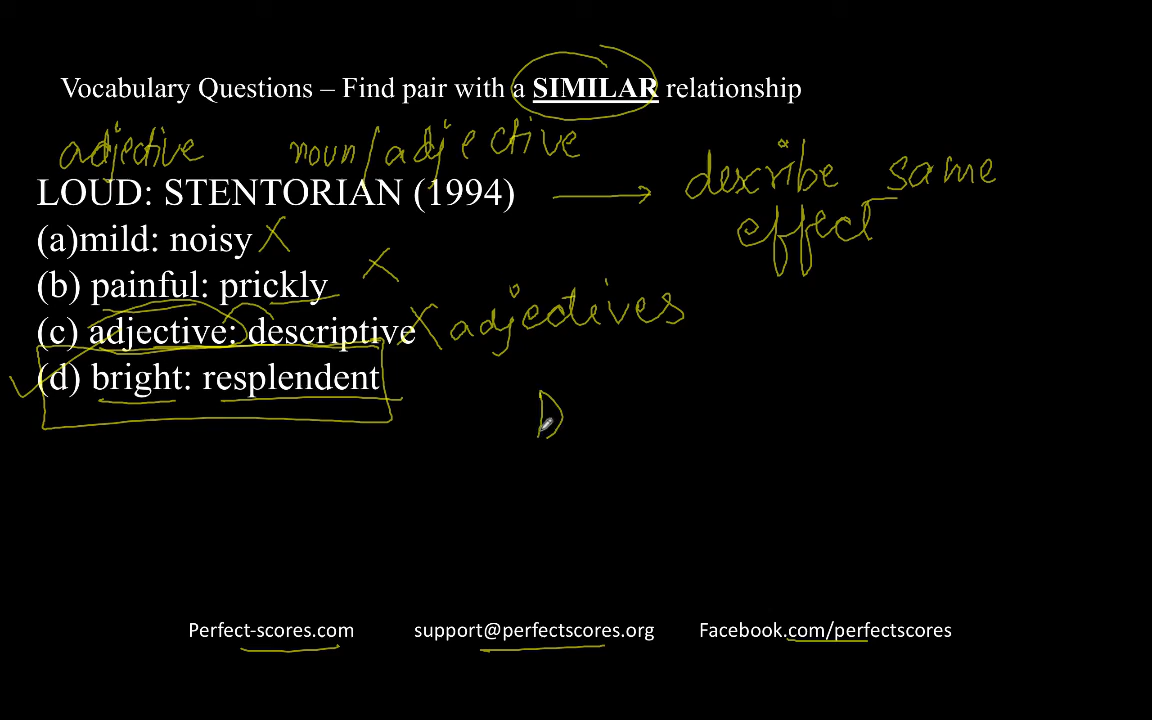 Vocabulary Questions – Find pair with a SIMILAR relationship
adjective noun/adjective
LOUD: STENTORIAN (1994) describe same
effect
(a)mild: noisy X
(b) painful: prickly X
(c) adjective: descriptive X adjectives
(d) bright: resplendent
D
Perfect-scores.com support@perfectscores.org Facebook.com/perfectscores